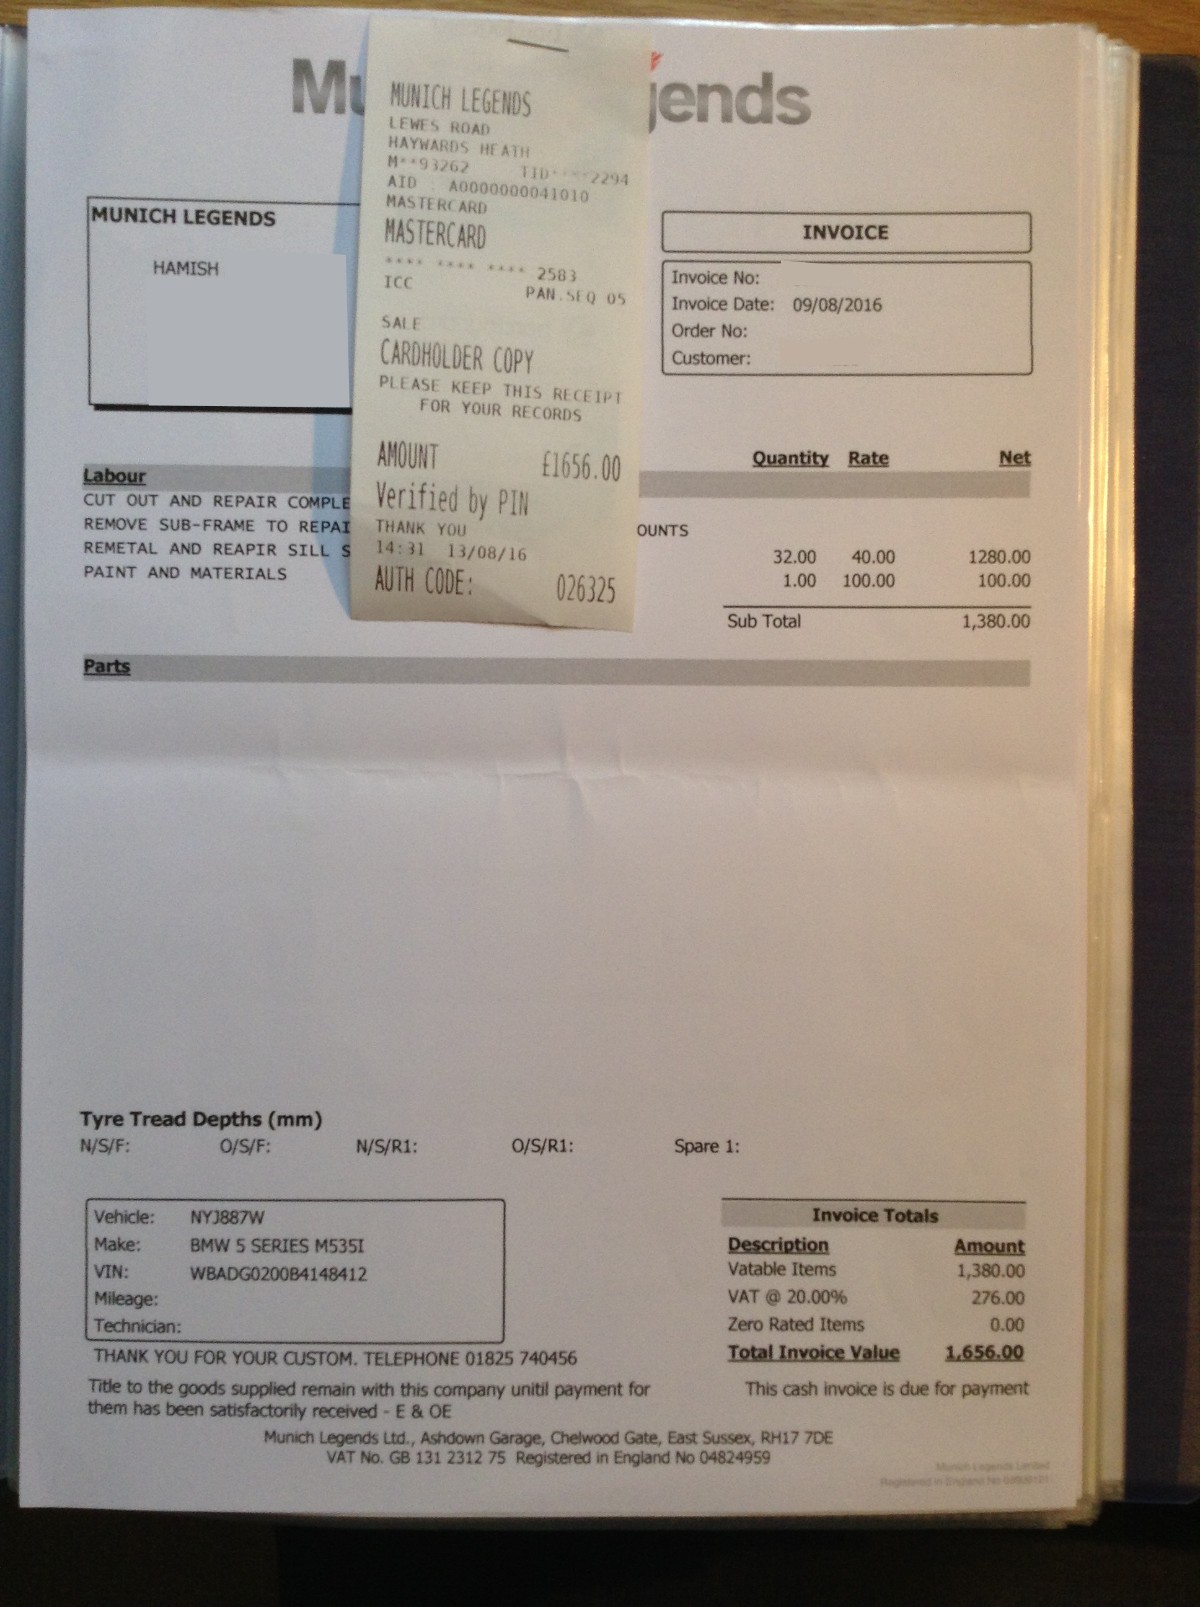 Mu gends
MUNICH LEGENDS
LEWES ROAD
HAYWARDS HEATH
M**93262 TID****2294
AID : A0000000041010
MASTERCARD
MASTERCARD
**** **** **** 2583
ICC PAN.SEQ 05
SALE
CARDHOLDER COPY
PLEASE KEEP THIS RECEIPT
FOR YOUR RECORDS
AMOUNT £1656.00
Verified by PIN
THANK YOU
14:31 13/08/16
AUTH CODE: 026325
MUNICH LEGENDS
HAMISH
INVOICE
Invoice No:
Invoice Date: 09/08/2016
Order No:
Customer:
Labour Quantity Rate Net
CUT OUT AND REPAIR COMPLE
REMOVE SUB-FRAME TO REPAI OUNTS
REMETAL AND REAPIR SILL S 32.00 40.00 1280.00
PAINT AND MATERIALS 1.00 100.00 100.00
Sub Total 1,380.00
Parts
Tyre Tread Depths (mm)
N/S/F: O/S/F: N/S/R1: O/S/R1: Spare 1:
Vehicle: NYJ887W
Make: BMW 5 SERIES M535I
VIN: WBADG0200B4148412
Mileage:
Technician:
Invoice Totals
Description Amount
Vatable Items 1,380.00
VAT @ 20.00% 276.00
Zero Rated Items 0.00
Total Invoice Value 1,656.00
THANK YOU FOR YOUR CUSTOM. TELEPHONE 01825 740456
Title to the goods supplied remain with this company unitil payment for
them has been satisfactorily received - E & OE
This cash invoice is due for payment
Munich Legends Ltd., Ashdown Garage, Chelwood Gate, East Sussex, RH17 7DE
VAT No. GB 131 2312 75 Registered in England No 04824959
Munich Legends Limited
Registered in England No